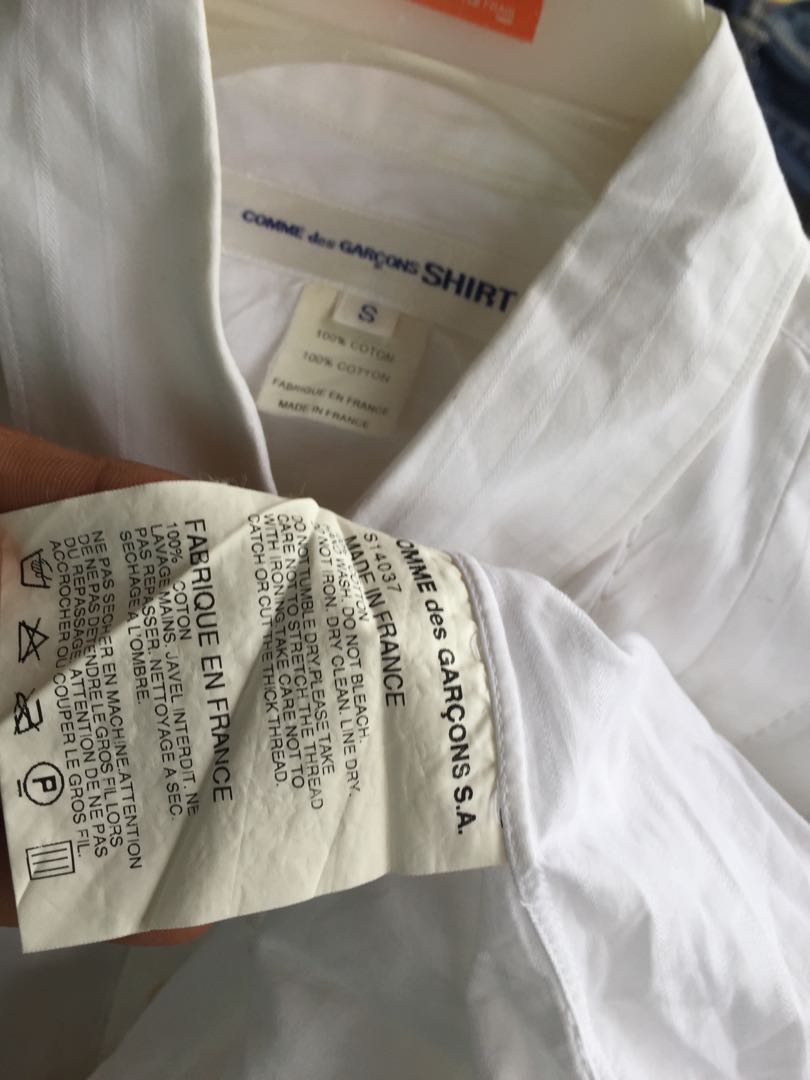 FRAIS
COMME des GARÇONS SHIRT
S
100% COTON
100% COTTON
FABRIQUE EN FRANCE
MADE IN FRANCE
OMME des GARÇONS S.A.
S14037
MADE IN FRANCE
COTTON
WASH. DO NOT BLEACH.
NOT IRON. DRY CLEAN. LINE DRY.
DO NOT TUMBLE DRY.PLEASE TAKE
CARE NOT TO STRETCH THE THREAD
WITH IRONING.TAKE CARE NOT TO
CATCH OR CUT THE THICK THREAD.
FABRIQUE EN FRANCE
100% COTON
LAVAGE MAINS. JAVEL INTERDIT. NE
PAS REPASSER. NETTOYAGE A SEC.
SECHAGE A L'OMBRE.
NE PAS SECHER EN MACHINE.ATTENTION
DE NE PAS DETENDRE LE GROS FIL LORS
DU REPASSAGE. ATTENTION DE NE PAS
ACCROCHER OU COUPER LE GROS FIL.
P